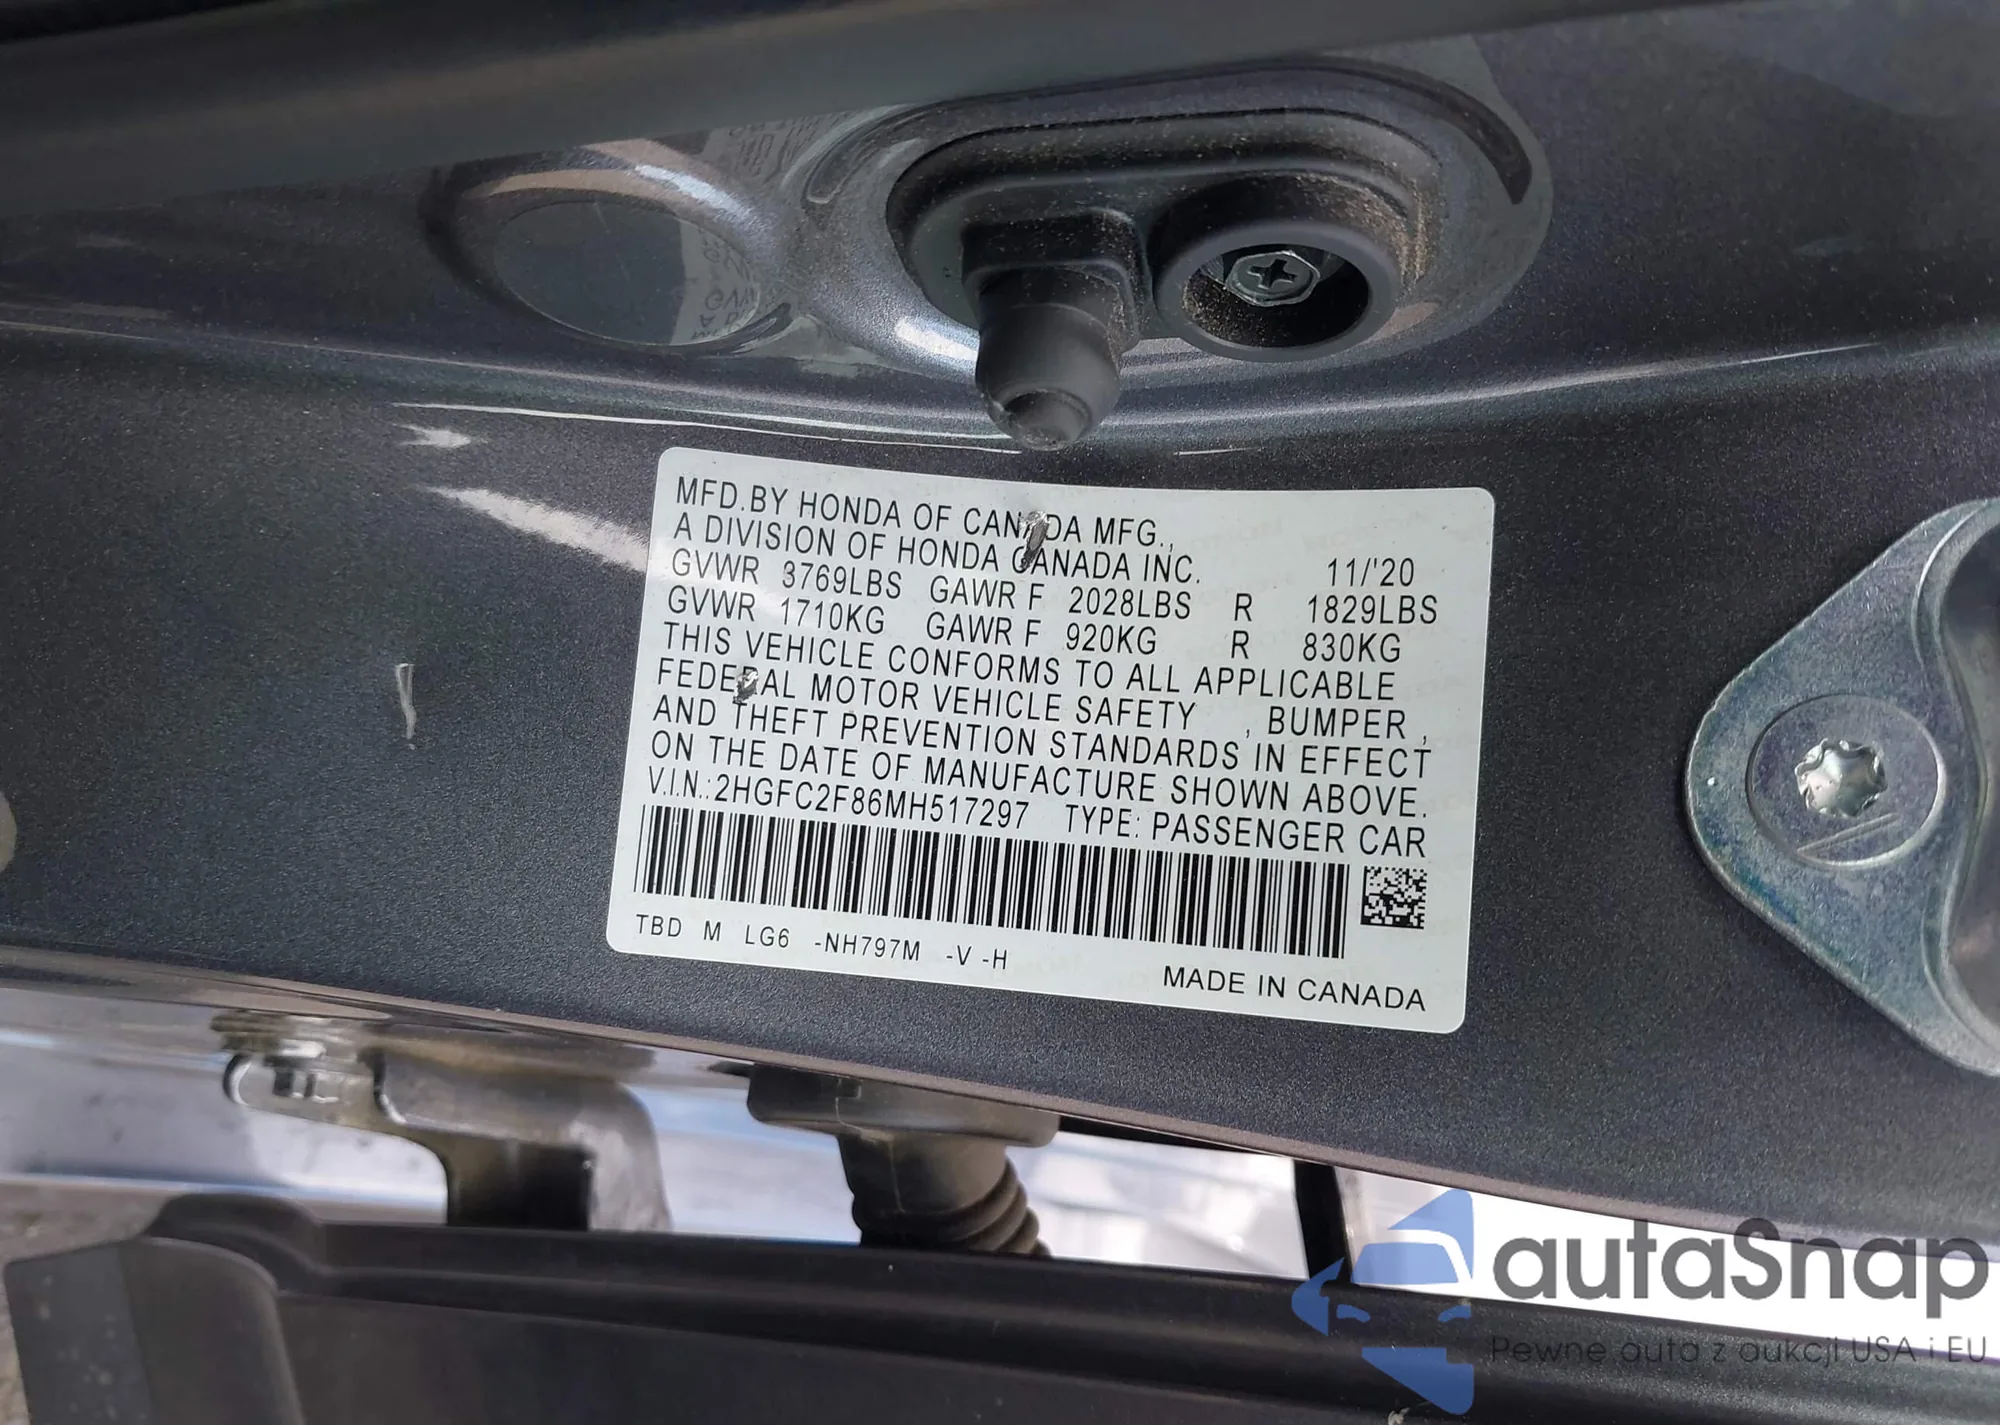 MFD.BY HONDA OF CANADA MFG.,
A DIVISION OF HONDA CANADA INC. 11/'20
GVWR 3769LBS GAWR F 2028LBS R 1829LBS
GVWR 1710KG GAWR F 920KG R 830KG
THIS VEHICLE CONFORMS TO ALL APPLICABLE
FEDERAL MOTOR VEHICLE SAFETY , BUMPER ,
AND THEFT PREVENTION STANDARDS IN EFFECT
ON THE DATE OF MANUFACTURE SHOWN ABOVE.
V.I.N.:2HGFC2F86MH517297 TYPE: PASSENGER CAR
TBD M LG6 -NH797M -V -H
MADE IN CANADA
autaSnap
Pewne auta z aukcji USA i EU